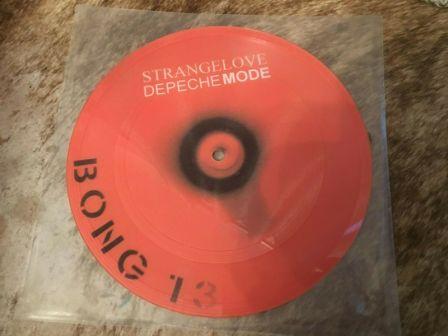 STRANGELOVE
DEPECHE MODE
BONG 13